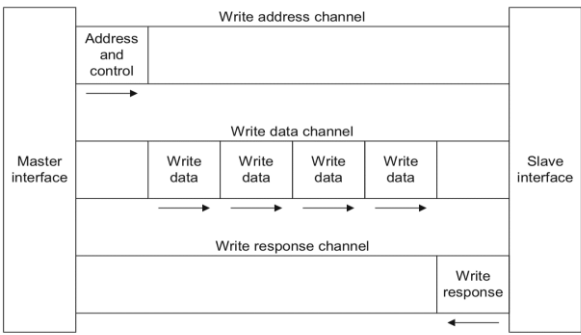 Write address channel
Address
and
control
Write data channel
Master
interface
Write
data
Write
data
Write
data
Write
data
Slave
interface
Write response channel
Write
response